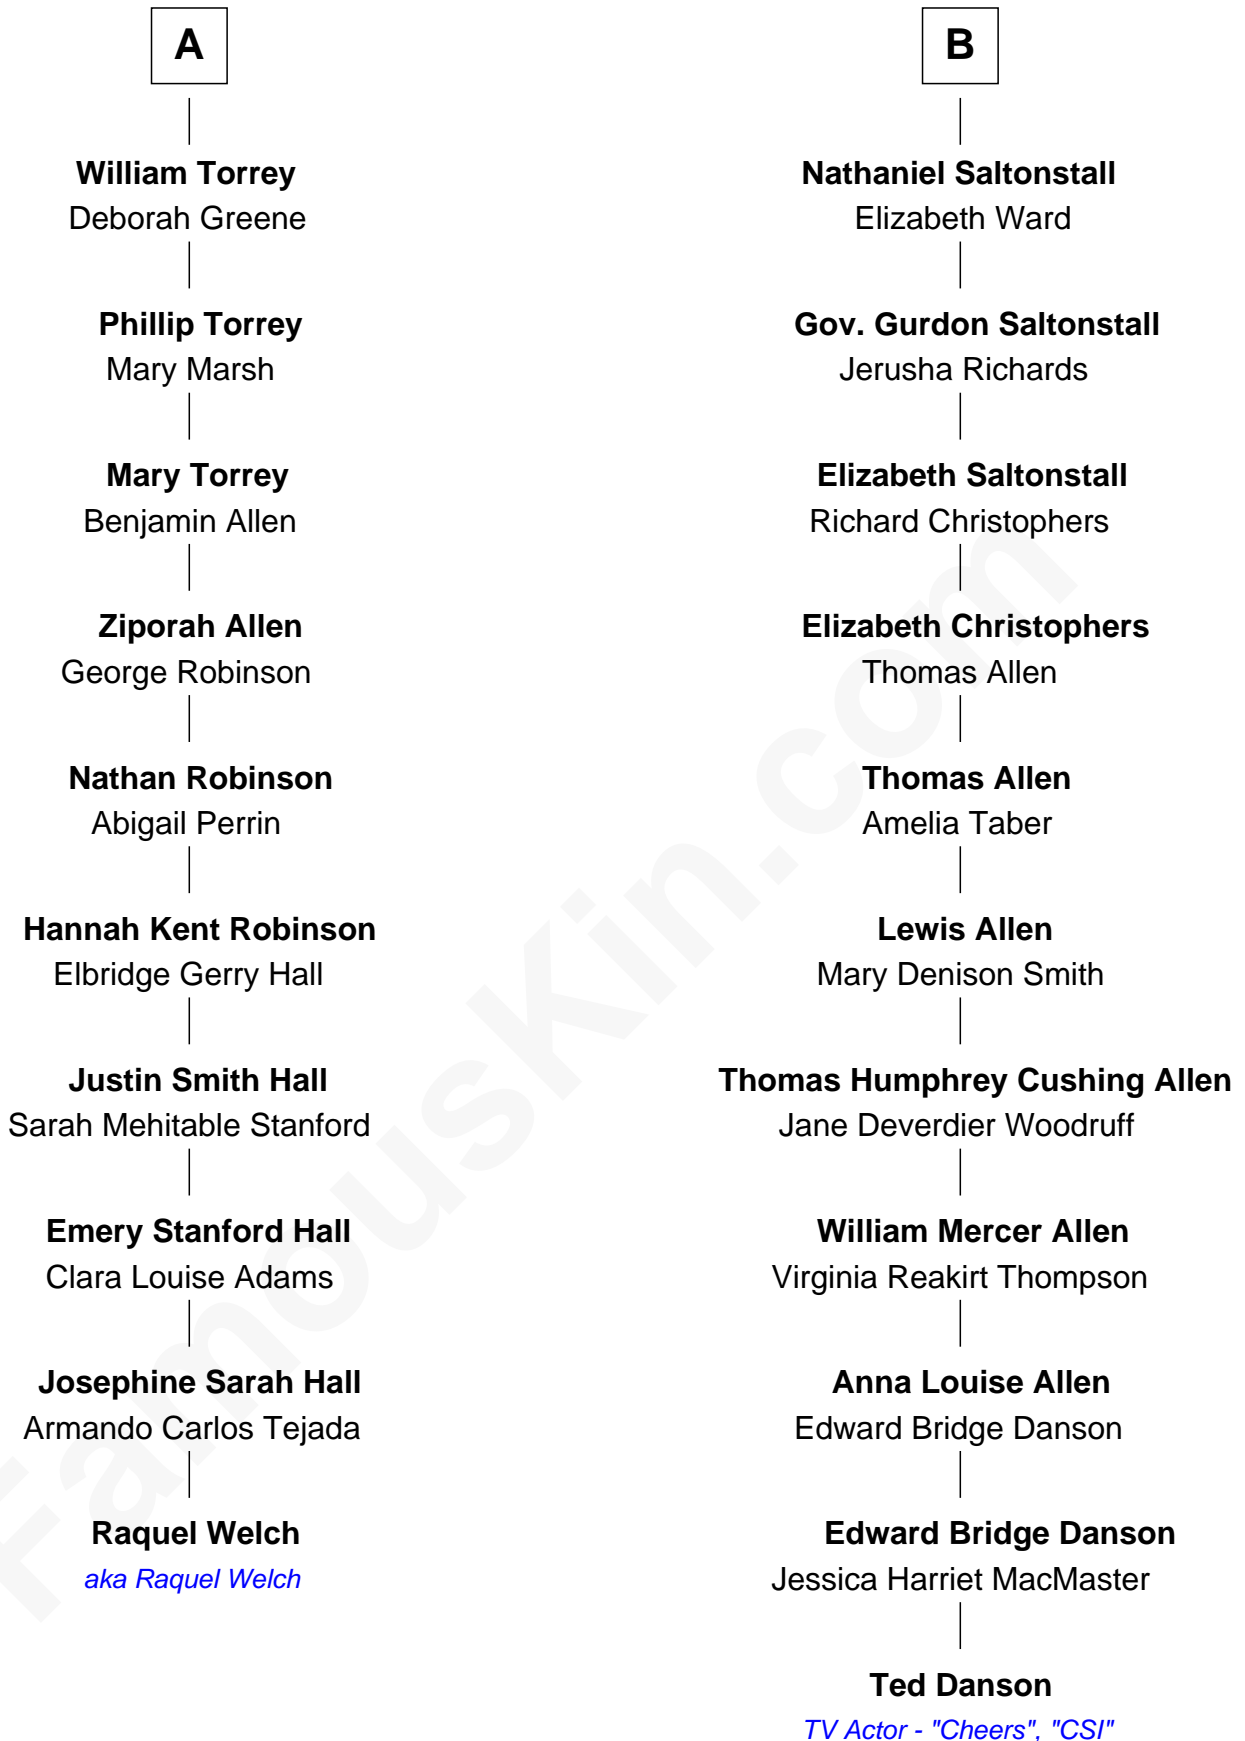 A
William Torrey
Deborah Greene
Phillip Torrey
Mary Marsh
Mary Torrey
Benjamin Allen
Ziporah Allen
George Robinson
Nathan Robinson
Abigail Perrin
Hannah Kent Robinson
Elbridge Gerry Hall
Justin Smith Hall
Sarah Mehitable Stanford
Emery Stanford Hall
Clara Louise Adams
Josephine Sarah Hall
Armando Carlos Tejada
Raquel Welch
aka Raquel Welch
B
Nathaniel Saltonstall
Elizabeth Ward
Gov. Gurdon Saltonstall
Jerusha Richards
Elizabeth Saltonstall
Richard Christophers
Elizabeth Christophers
Thomas Allen
Thomas Allen
Amelia Taber
Lewis Allen
Mary Denison Smith
Thomas Humphrey Cushing Allen
Jane Deverdier Woodruff
William Mercer Allen
Virginia Reakirt Thompson
Anna Louise Allen
Edward Bridge Danson
Edward Bridge Danson
Jessica Harriet MacMaster
Ted Danson
TV Actor - "Cheers", "CSI"
FamousKin.com